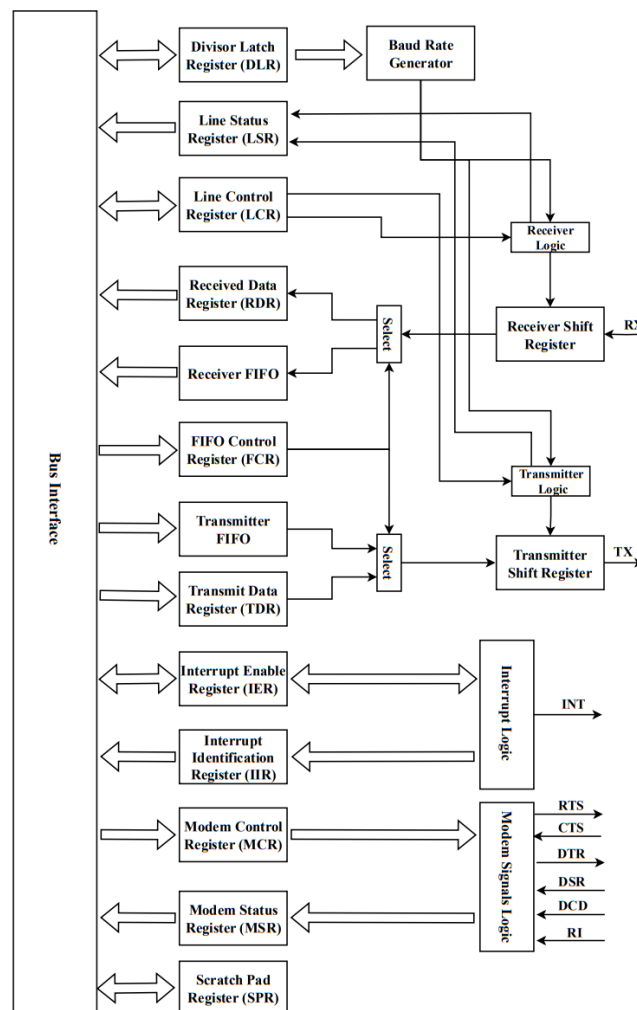 Divisor Latch
Register (DLR)
Baud Rate
Generator
Line Status
Register (LSR)
Line Control
Register (LCR)
Receiver
Logic
Received Data
Register (RDR)
Select
Receiver Shift
Register
RX
Receiver FIFO
FIFO Control
Register (FCR)
Bus Interface
Transmitter
Logic
Transmitter
FIFO
Select
Transmitter
Shift Register
TX
Transmit Data
Register (TDR)
Interrupt Enable
Register (IER)
Interrupt Logic
INT
Interrupt
Identification
Register (IIR)
Modem Control
Register (MCR)
Modem Signals Logic
RTS
CTS
DTR
DSR
DCD
RI
Modem Status
Register (MSR)
Scratch Pad
Register (SPR)